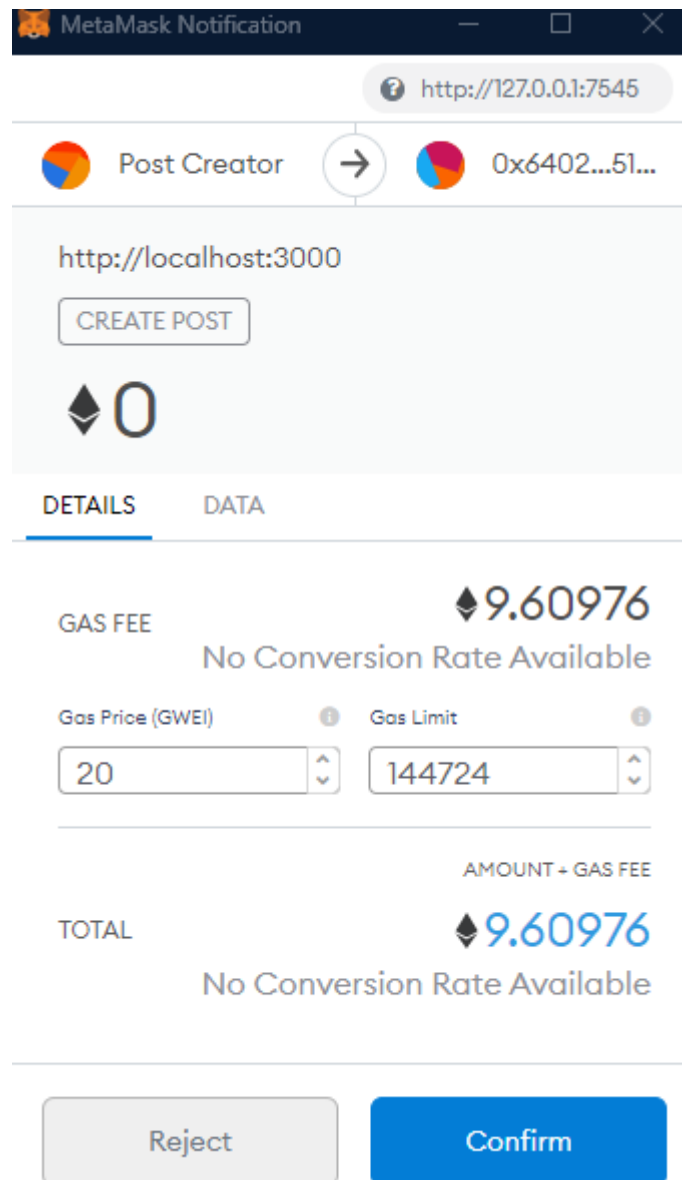 MetaMask Notification
http://127.0.0.1:7545
Post Creator 0x6402...51...
http://localhost:3000
CREATE POST
0
DETAILS DATA
GAS FEE 9.60976
No Conversion Rate Available
Gas Price (GWEI) Gas Limit
20 144724
AMOUNT + GAS FEE
TOTAL 9.60976
No Conversion Rate Available
Reject Confirm